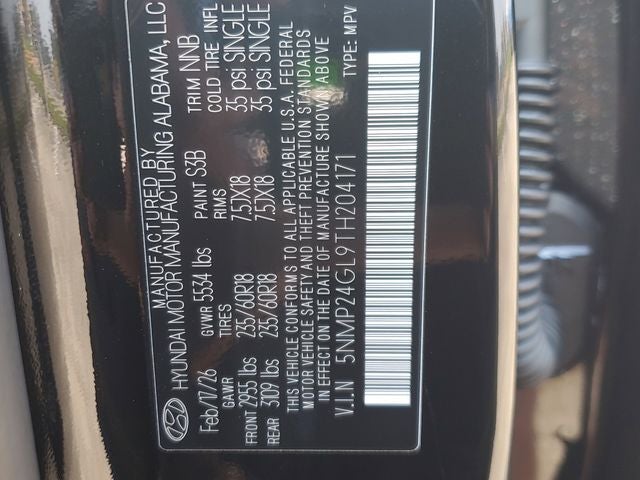 MANUFACTURED BY
HYUNDAI MOTOR MANUFACTURING ALABAMA, LLC
Feb/17/26 GVWR 5534 lbs PAINT S3B TRIM NNB
GAWR TIRES RIMS COLD TIRE INFL
FRONT 2955 lbs 235/60R18 7.5JX18 35 psi SINGLE
REAR 3109 lbs 235/60R18 7.5JX18 35 psi SINGLE
THIS VEHICLE CONFORMS TO ALL APPLICABLE U.S.A. FEDERAL
MOTOR VEHICLE SAFETY AND THEFT PREVENTION STANDARDS
IN EFFECT ON THE DATE OF MANUFACTURE SHOWN ABOVE
V.I.N 5NMP24GL9TH204171 TYPE: MPV